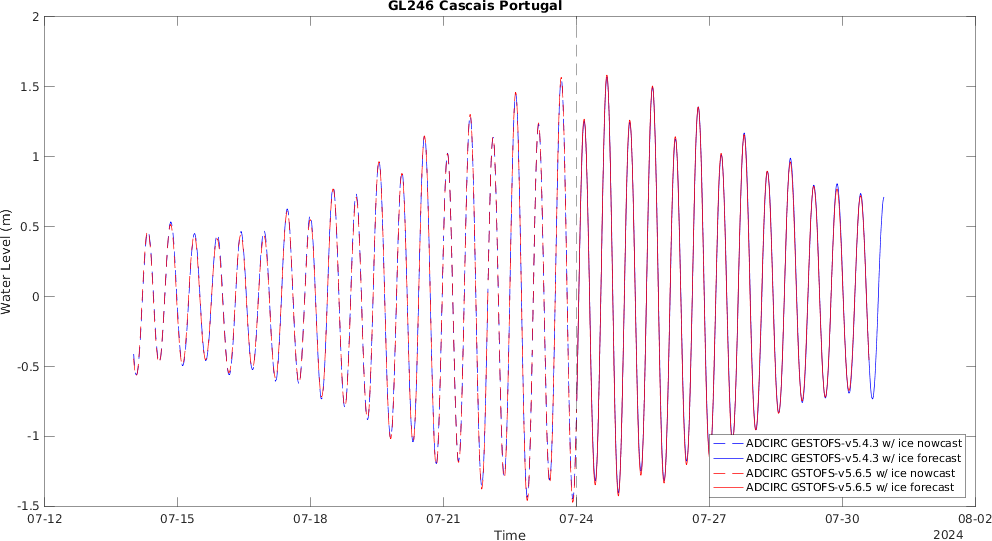 GL246 Cascais Portugal
2
1.5
1
0.5
0
-0.5
-1
-1.5
Water Level (m)
07-12 07-15 07-18 07-21 07-24 07-27 07-30 08-02
Time
2024
ADCIRC GESTOFS-v5.4.3 w/ ice nowcast
ADCIRC GESTOFS-v5.4.3 w/ ice forecast
ADCIRC GSTOFS-v5.6.5 w/ ice nowcast
ADCIRC GSTOFS-v5.6.5 w/ ice forecast